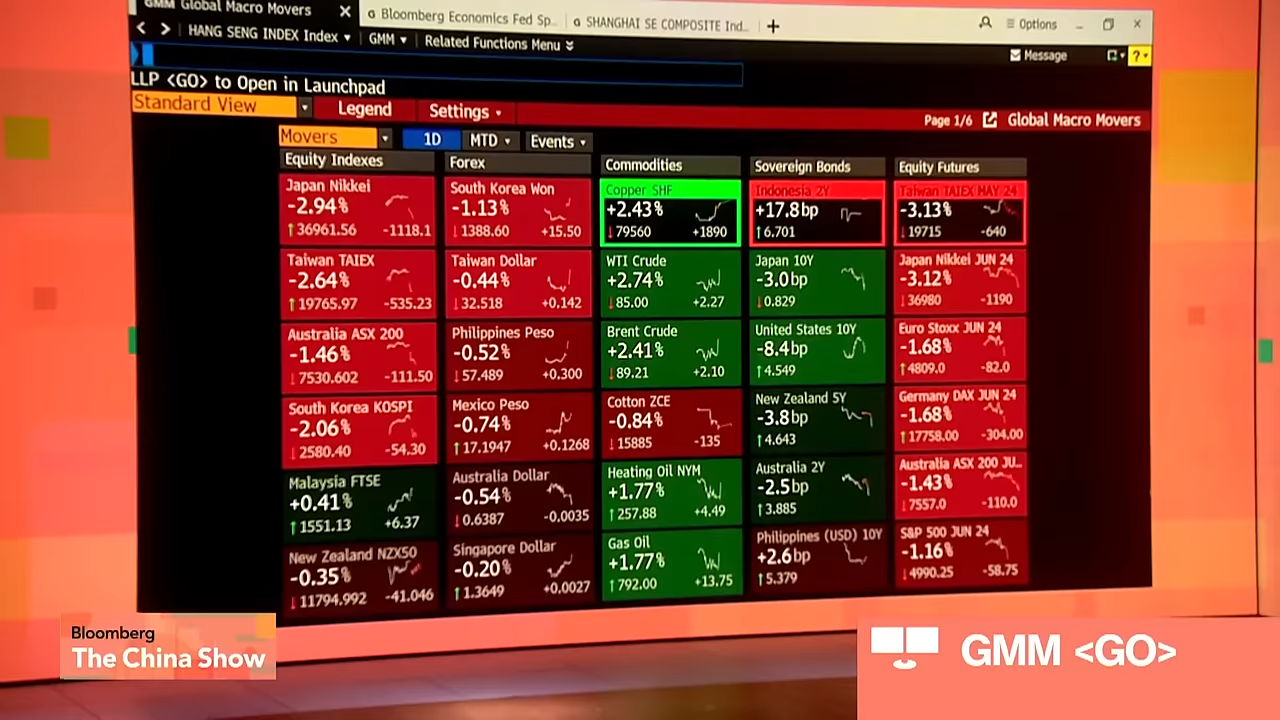 GMM Global Macro Movers
Bloomberg Economics Fed Sp...
SHANGHAI SE COMPOSITE Ind...
Options
HANG SENG INDEX Index
GMM
Related Functions Menu
Message
?
LLP <GO> to Open in Launchpad
Standard View
Legend
Settings
Page 1/6
Global Macro Movers
Movers
1D
MTD
Events
Equity Indexes
Japan Nikkei
-2.94%
↑36961.56 -1118.1
Taiwan TAIEX
-2.64%
↑19765.97 -535.23
Australia ASX 200
-1.46%
↓7530.602 -111.50
South Korea KOSPI
-2.06%
↓2580.40 -54.30
Malaysia FTSE
+0.41%
↑1551.13 +6.37
New Zealand NZX50
-0.35%
↓11794.992 -41.046
Forex
South Korea Won
-1.13%
↓1388.60 +15.50
Taiwan Dollar
-0.44%
↓32.518 +0.142
Philippines Peso
-0.52%
↓57.489 +0.300
Mexico Peso
-0.74%
↑17.1947 +0.1268
Australia Dollar
-0.54%
↓0.6387 -0.0035
Singapore Dollar
-0.20%
↑1.3649 +0.0027
Commodities
Copper SHF
+2.43%
↓79560 +1890
WTI Crude
+2.74%
↓85.00 +2.27
Brent Crude
+2.41%
↓89.21 +2.10
Cotton ZCE
-0.84%
↓15885 -135
Heating Oil NYM
+1.77%
↑257.88 +4.49
Gas Oil
+1.77%
↑792.00 +13.75
Sovereign Bonds
Indonesia 2Y
+17.8bp
↑6.701
Japan 10Y
-3.0bp
↓0.829
United States 10Y
-8.4bp
↑4.549
New Zealand 5Y
-3.8bp
↑4.643
Australia 2Y
-2.5bp
↑3.885
Philippines (USD) 10Y
+2.6bp
↑5.379
Equity Futures
Taiwan TAIEX MAY 24
-3.13%
↓19715 -640
Japan Nikkei JUN 24
-3.12%
↓36980 -1190
Euro Stoxx JUN 24
-1.68%
↑4809.0 -82.0
Germany DAX JUN 24
-1.68%
↑17758.00 -304.00
Australia ASX 200 JU...
-1.43%
↓7557.0 -110.0
S&P 500 JUN 24
-1.16%
↓4990.25 -58.75
Bloomberg
The China Show
GMM <GO>